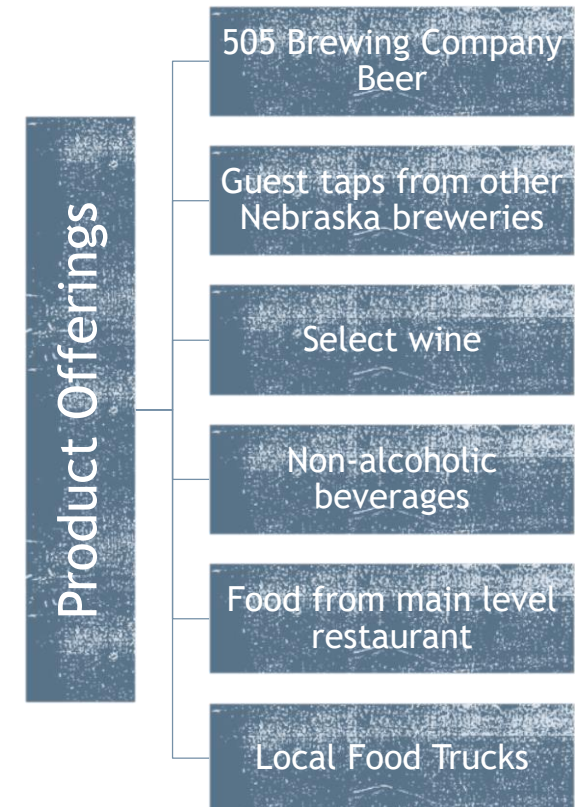 Product Offerings
505 Brewing Company
Beer
Guest taps from other
Nebraska breweries
Select wine
Non-alcoholic
beverages
Food from main level
restaurant
Local Food Trucks